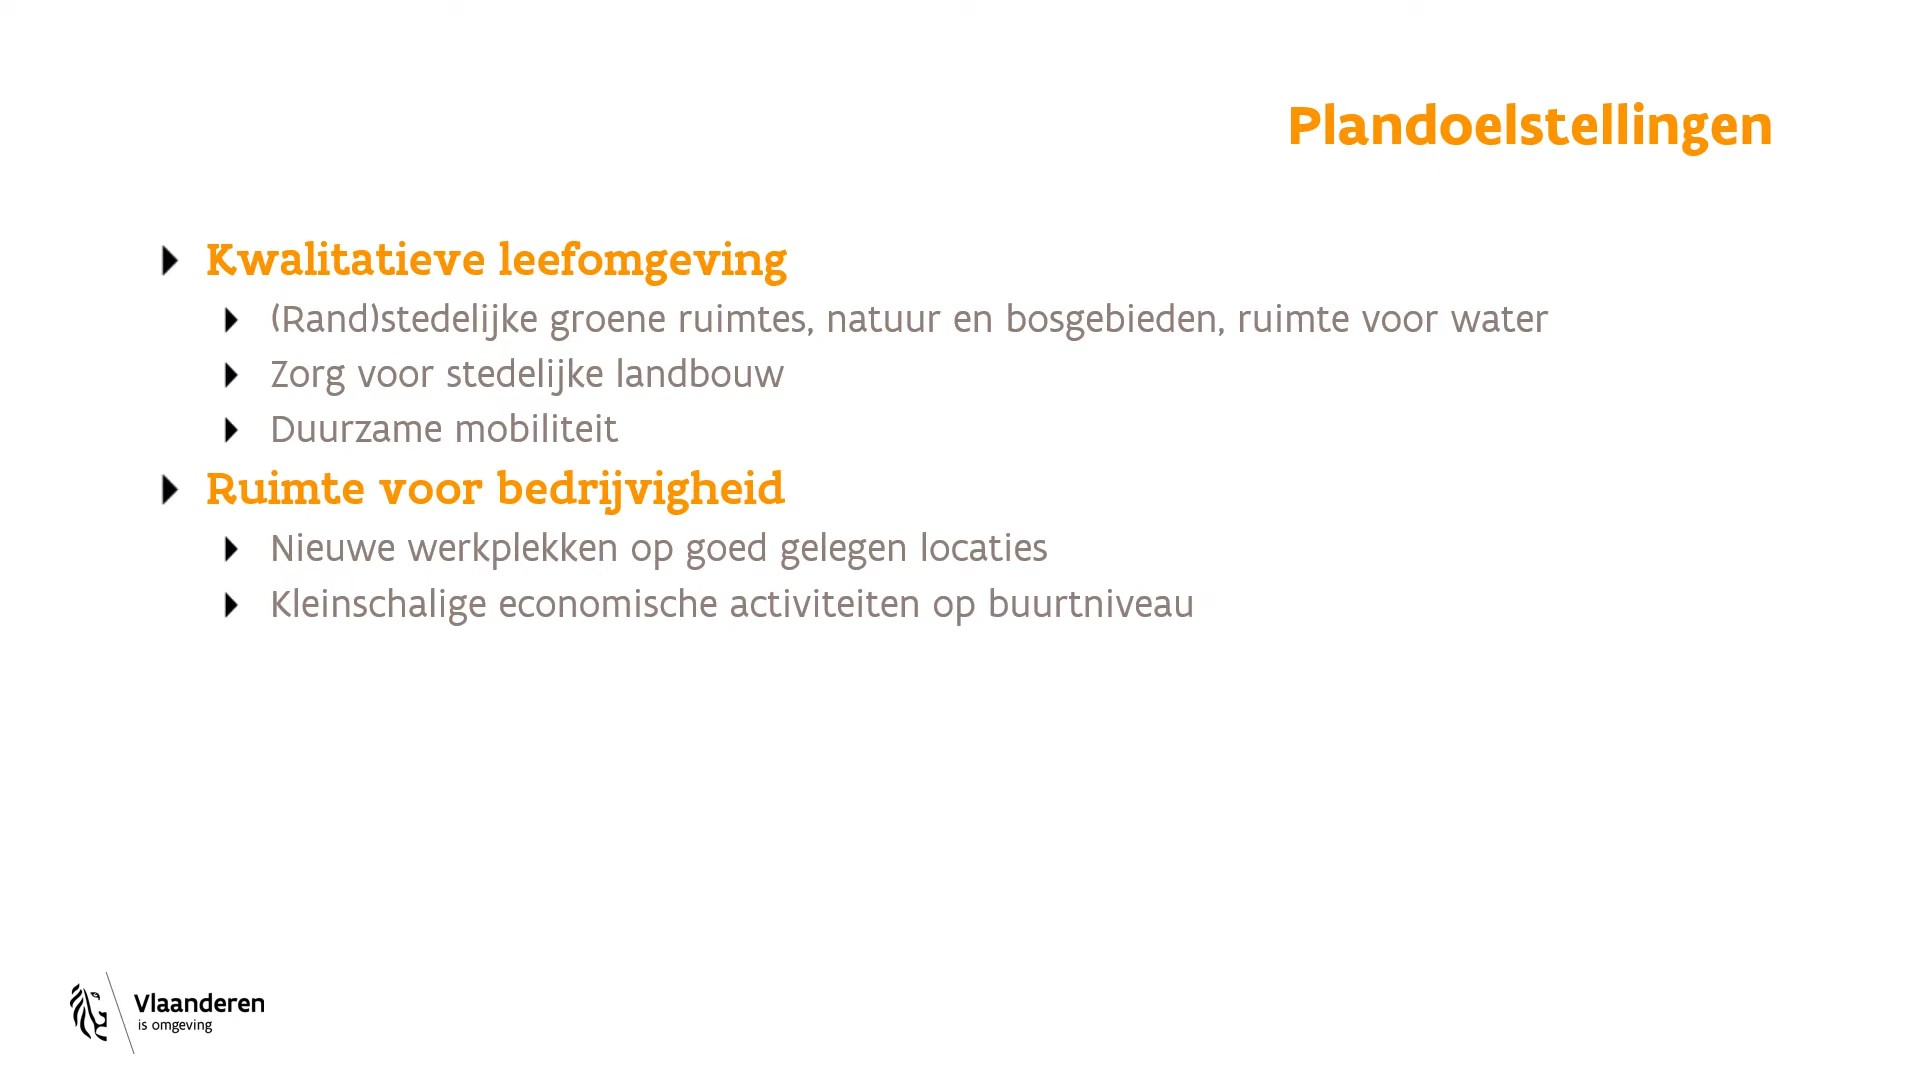 Plandoelstellingen
Kwalitatieve leefomgeving
(Rand)stedelijke groene ruimtes, natuur en bosgebieden, ruimte voor water
Zorg voor stedelijke landbouw
Duurzame mobiliteit
Ruimte voor bedrijvigheid
Nieuwe werkplekken op goed gelegen locaties
Kleinschalige economische activiteiten op buurtniveau
Vlaanderen
is omgeving